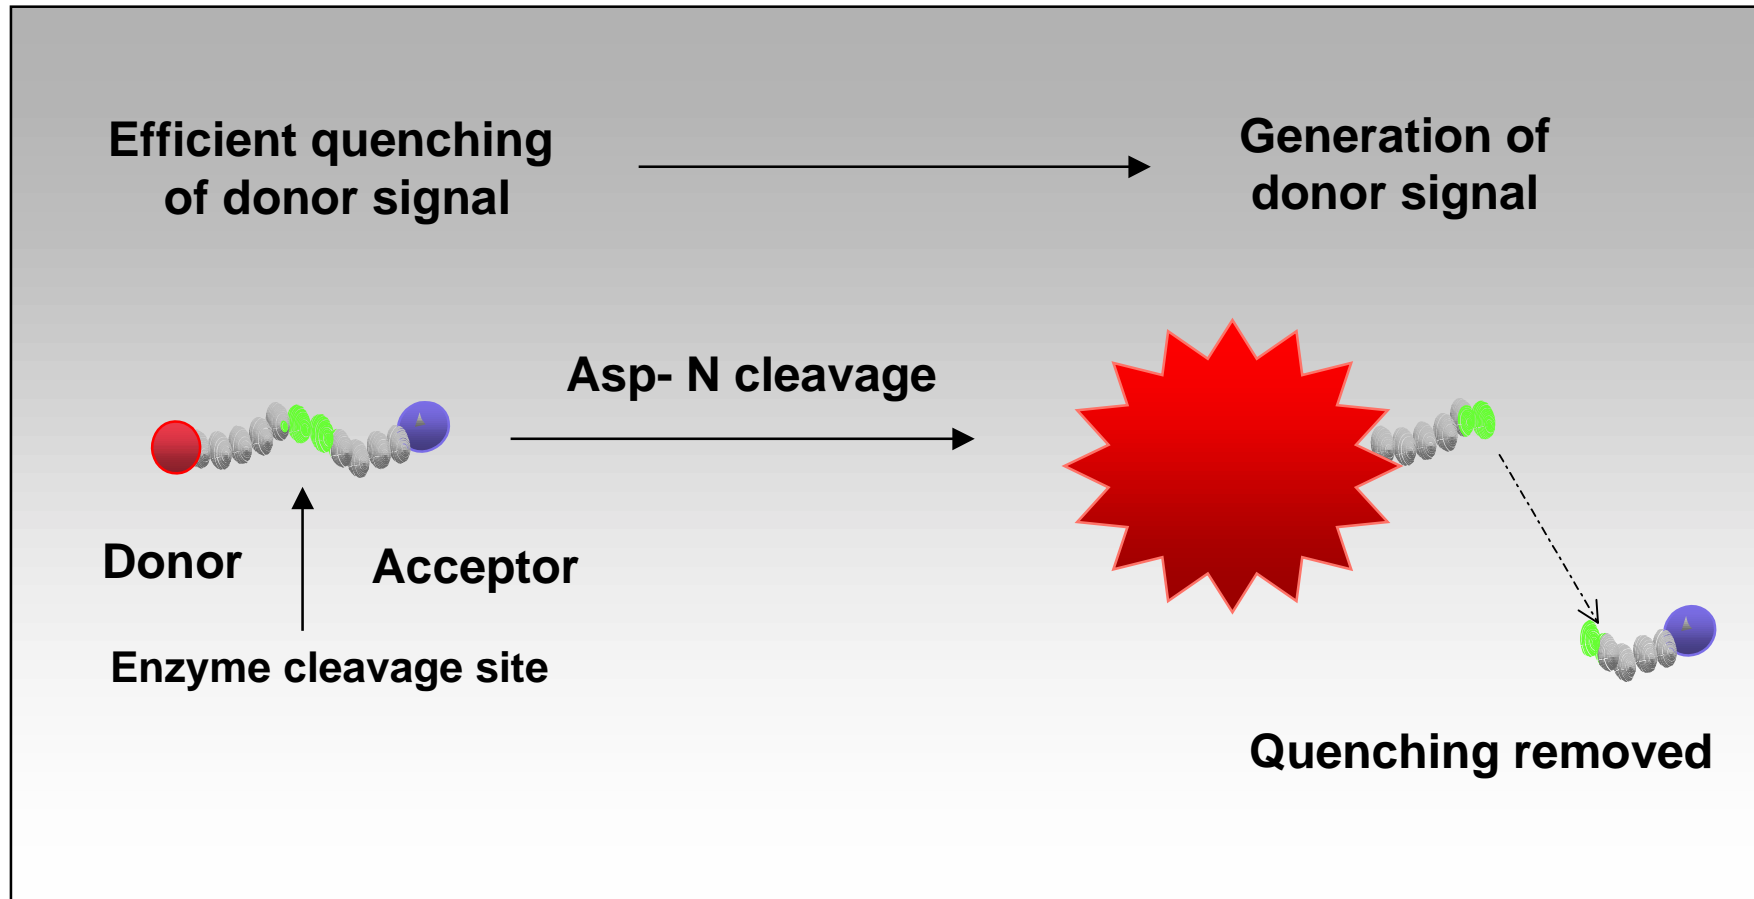 Efficient quenching
of donor signal
Generation of
donor signal
Asp- N cleavage
Donor
Acceptor
Enzyme cleavage site
Quenching removed